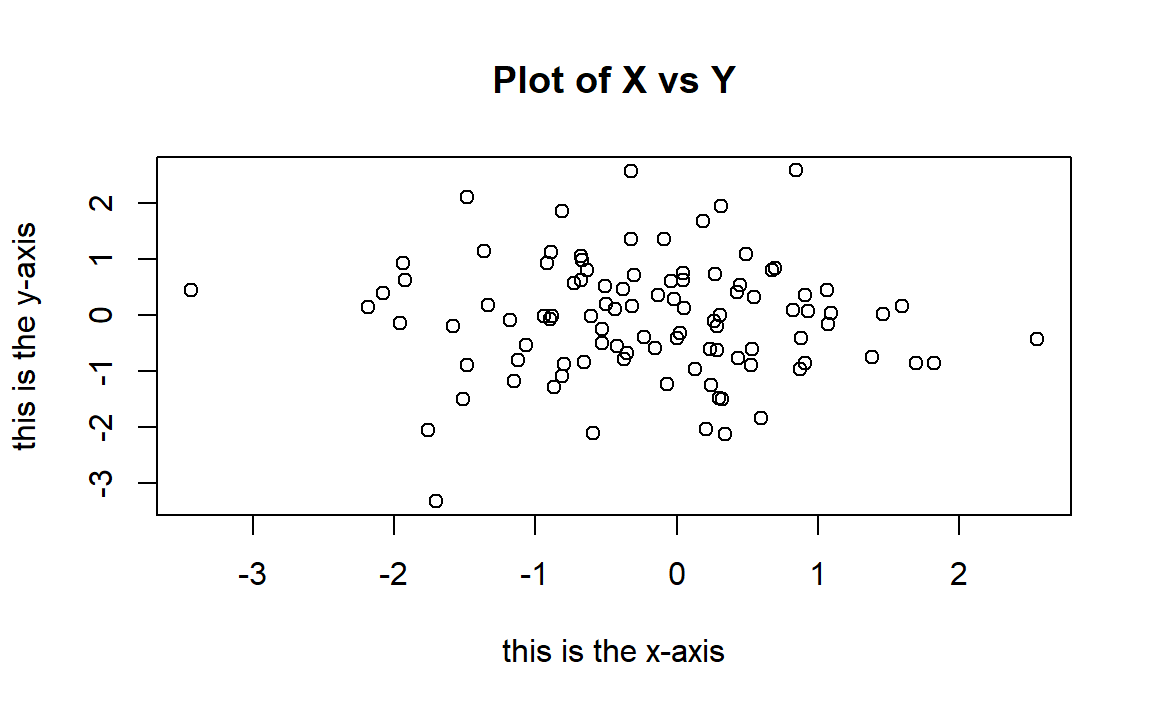 Plot of X vs Y
this is the y-axis
2
1
0
-1
-2
-3
-3 -2 -1 0 1 2
this is the x-axis